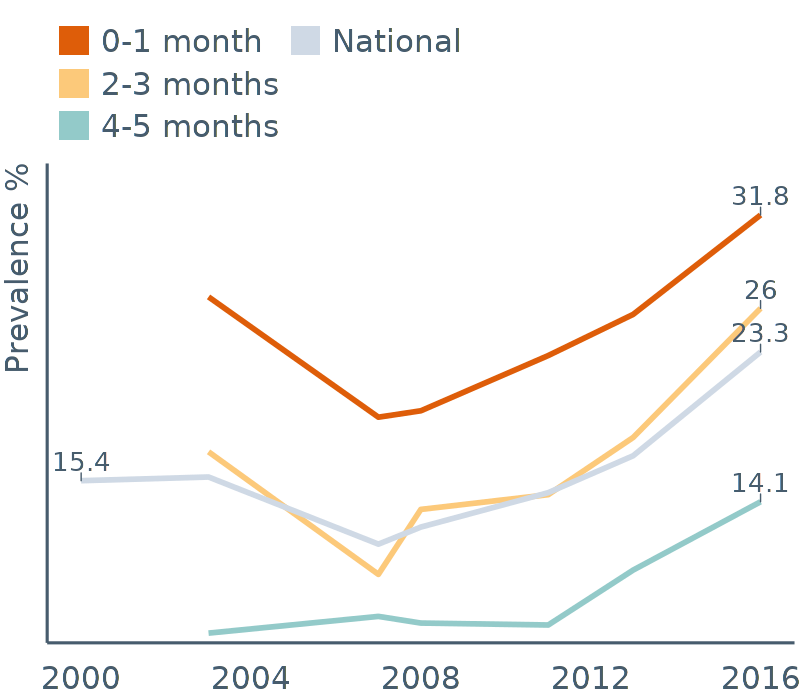 0-1 month
National
2-3 months
4-5 months
Prevalence %
31.8
26
23.3
15.4
14.1
2000 2004 2008 2012 2016